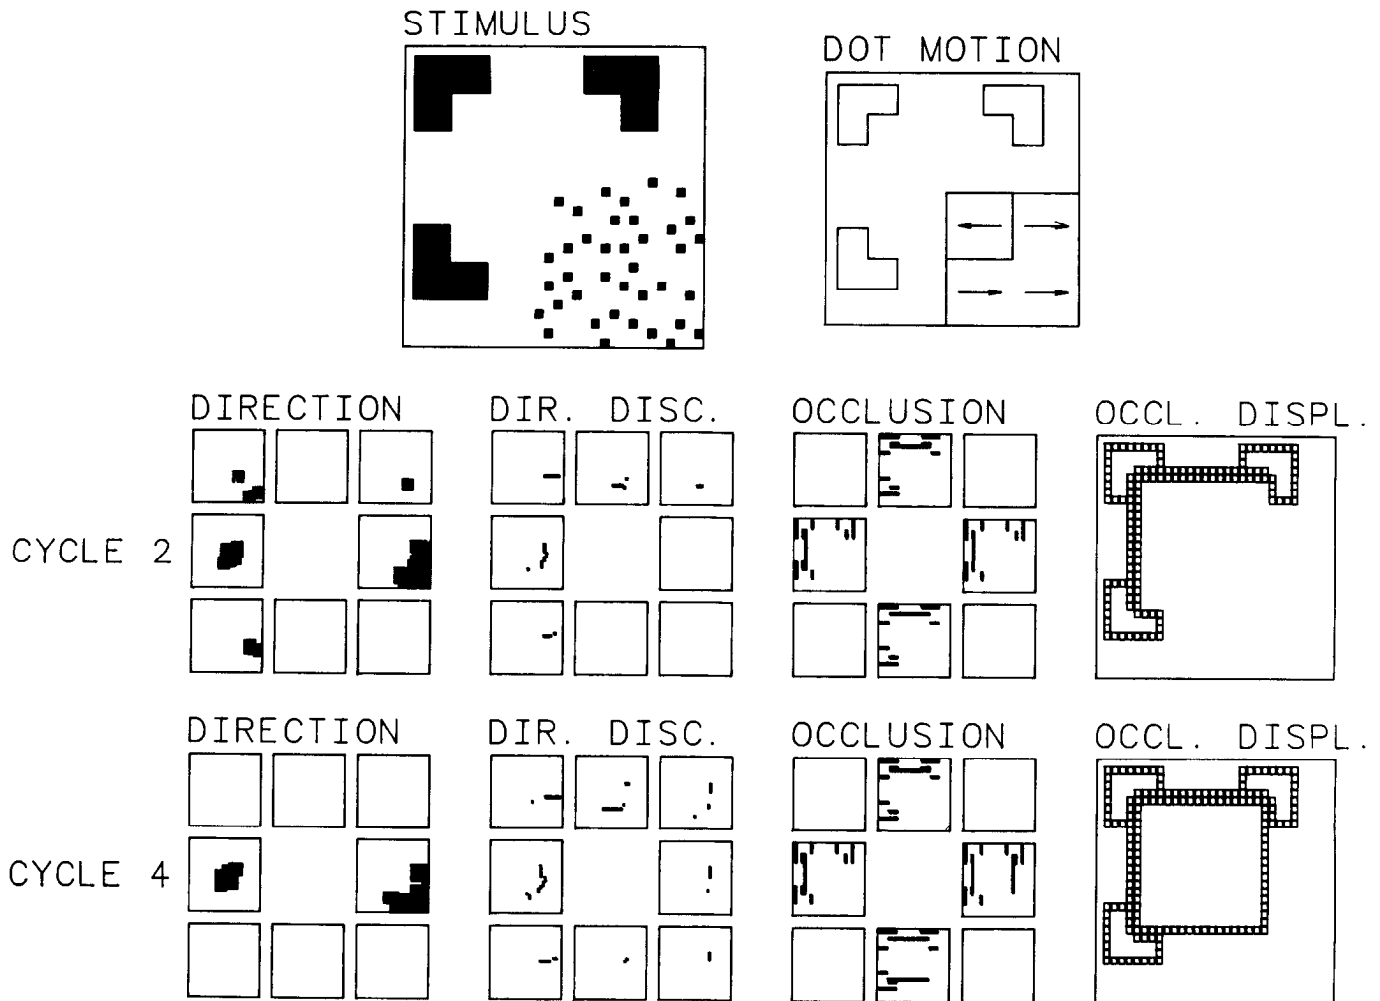 STIMULUS
DOT MOTION
DIRECTION DIR. DISC. OCCLUSION OCCL. DISPL.
CYCLE 2
DIRECTION DIR. DISC. OCCLUSION OCCL. DISPL.
CYCLE 4